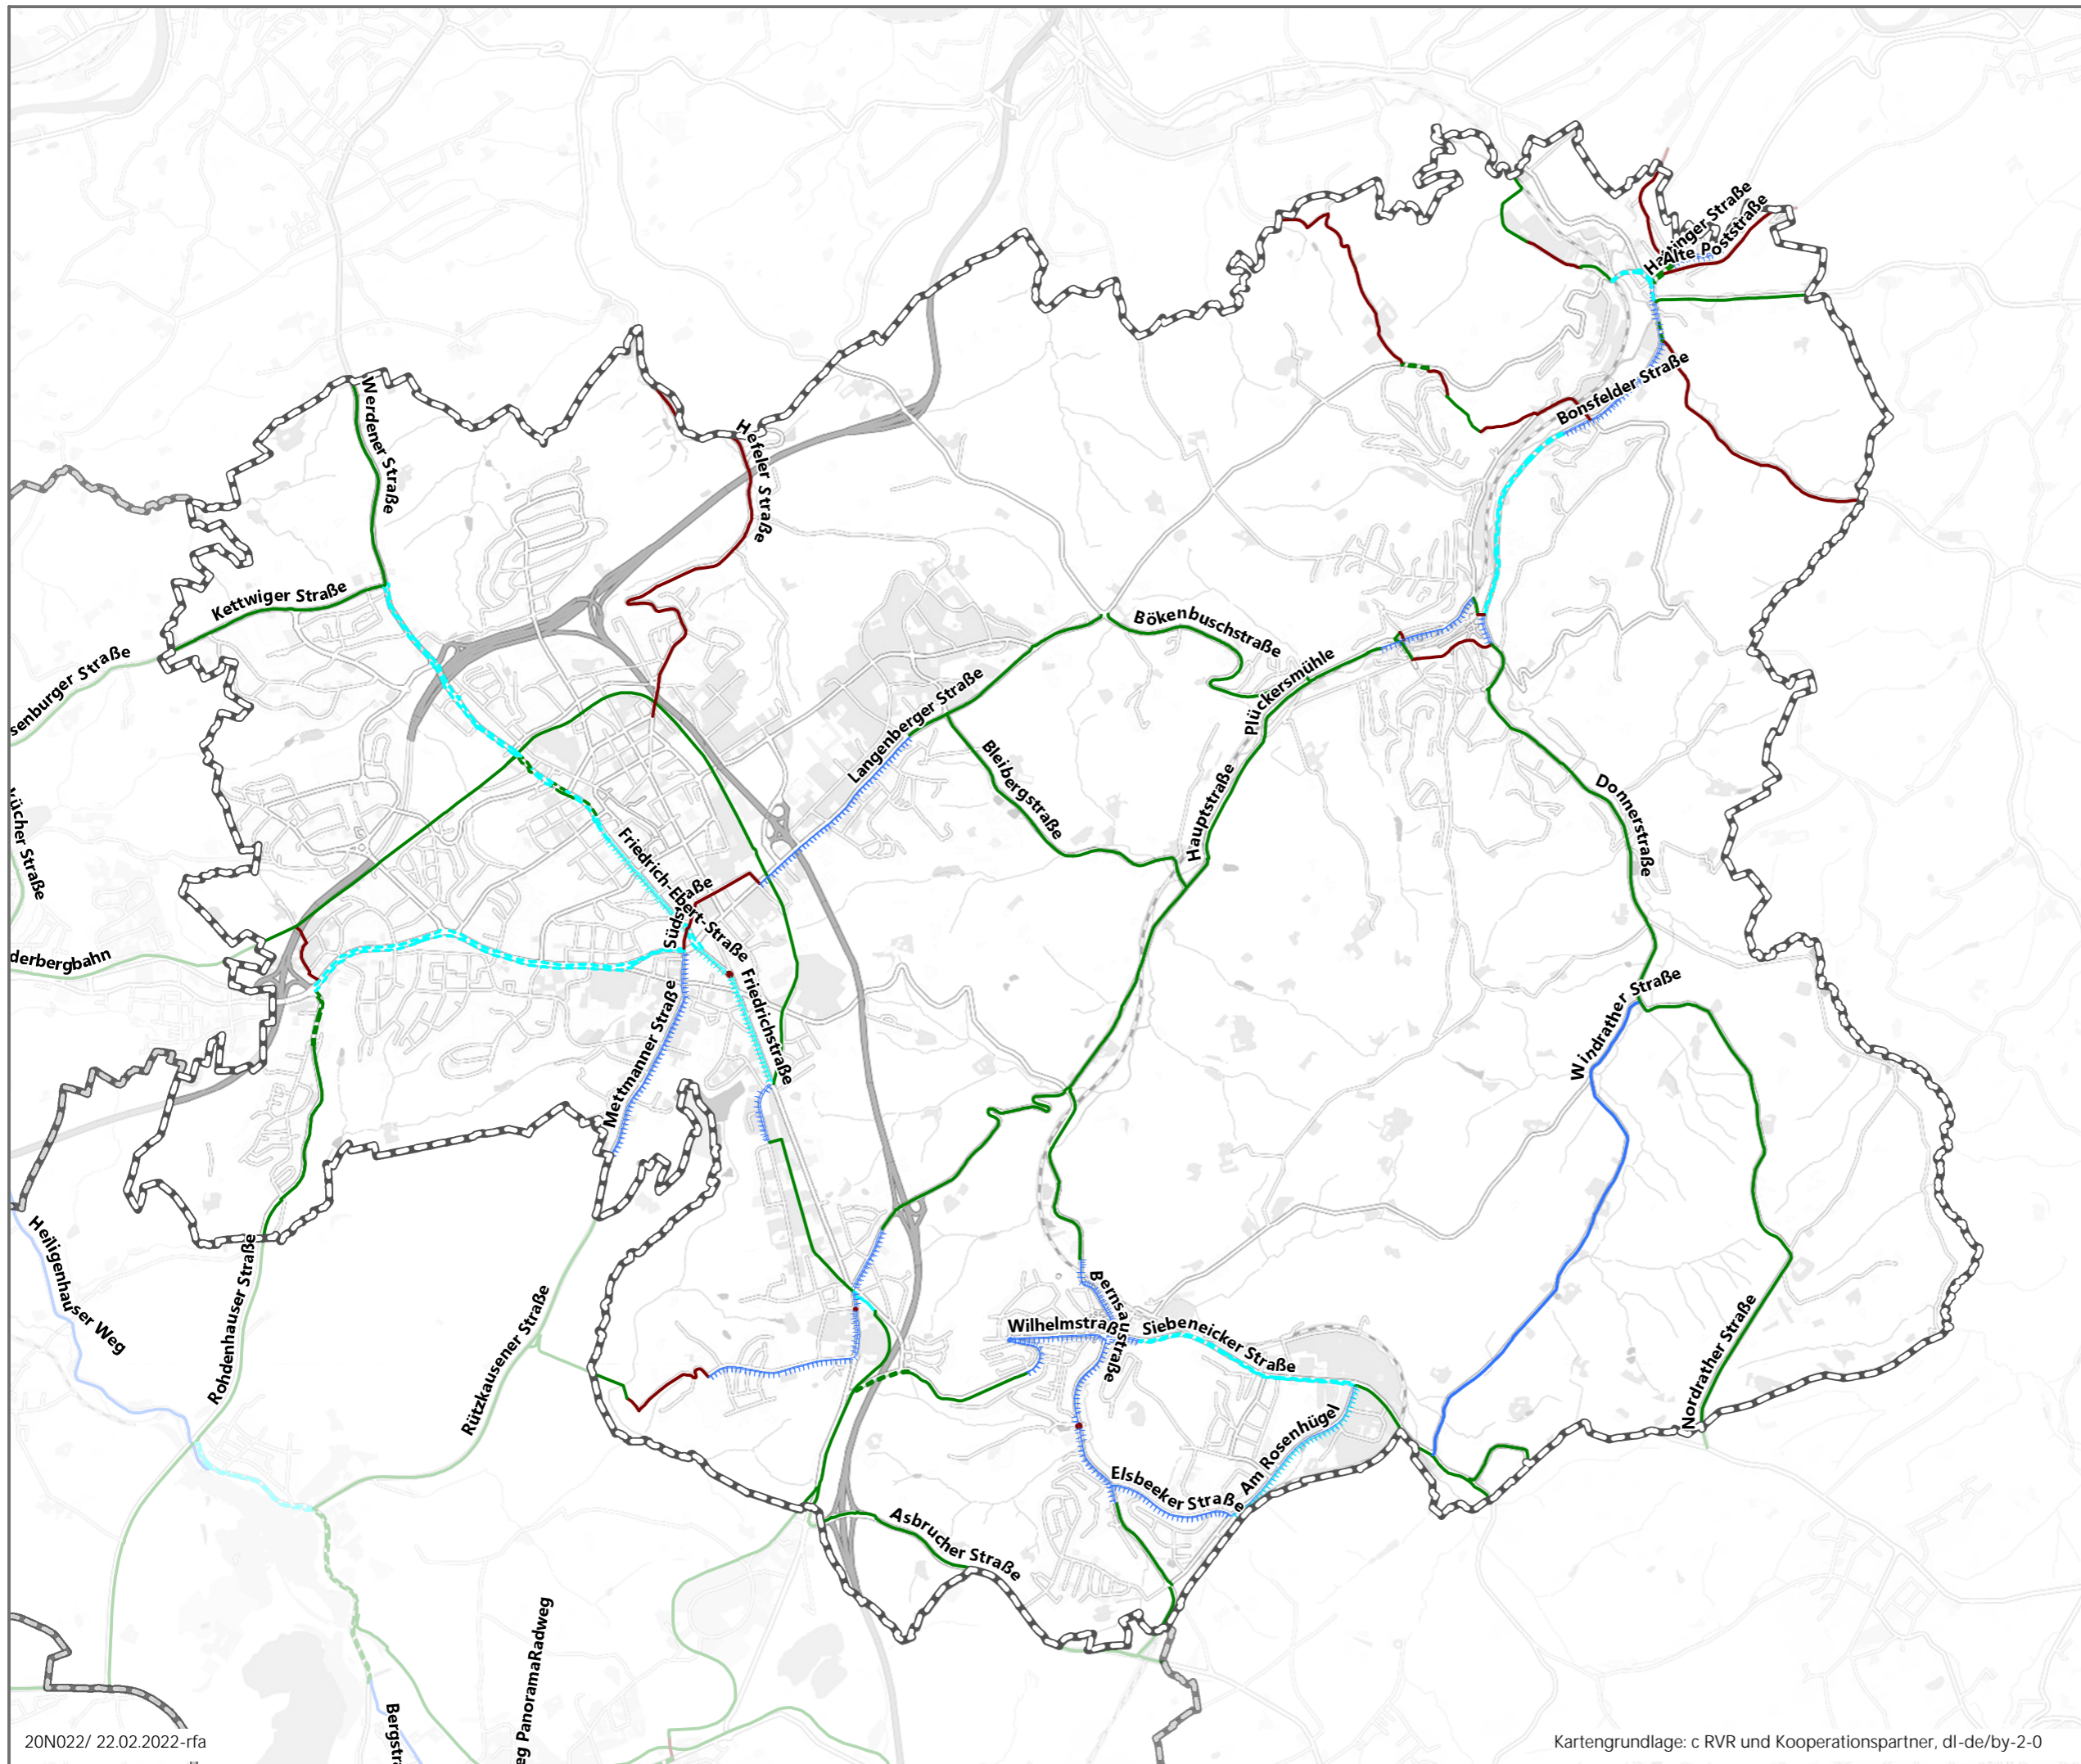 Hattinger Straße
Alte Poststraße
Bonsfelder Straße
Werdener Straße
Hefeler Straße
Kettwiger Straße
senburger Straße
Bökenbuschstraße
Plückersmühle
Langenberger Straße
Bleibergstraße
Hauptstraße
Donnerstraße
Friedrich-Ebert-Straße
Friedrichstraße
Mettmanner Straße
derbergbahn
Windrather Straße
Heiligenhauser Weg
Rohdenhauser Straße
Rützkausener Straße
Bernsaustraße
Wilhelmstraße
Siebeneicker Straße
Am Rosenhügel
Nordrather Straße
Elsbeeker Straße
Asbrucher Straße
eg PanoramaRadweg
Bergstra
20N022/ 22.02.2022-rfa
Kartengrundlage: c RVR und Kooperationspartner, dl-de/by-2-0